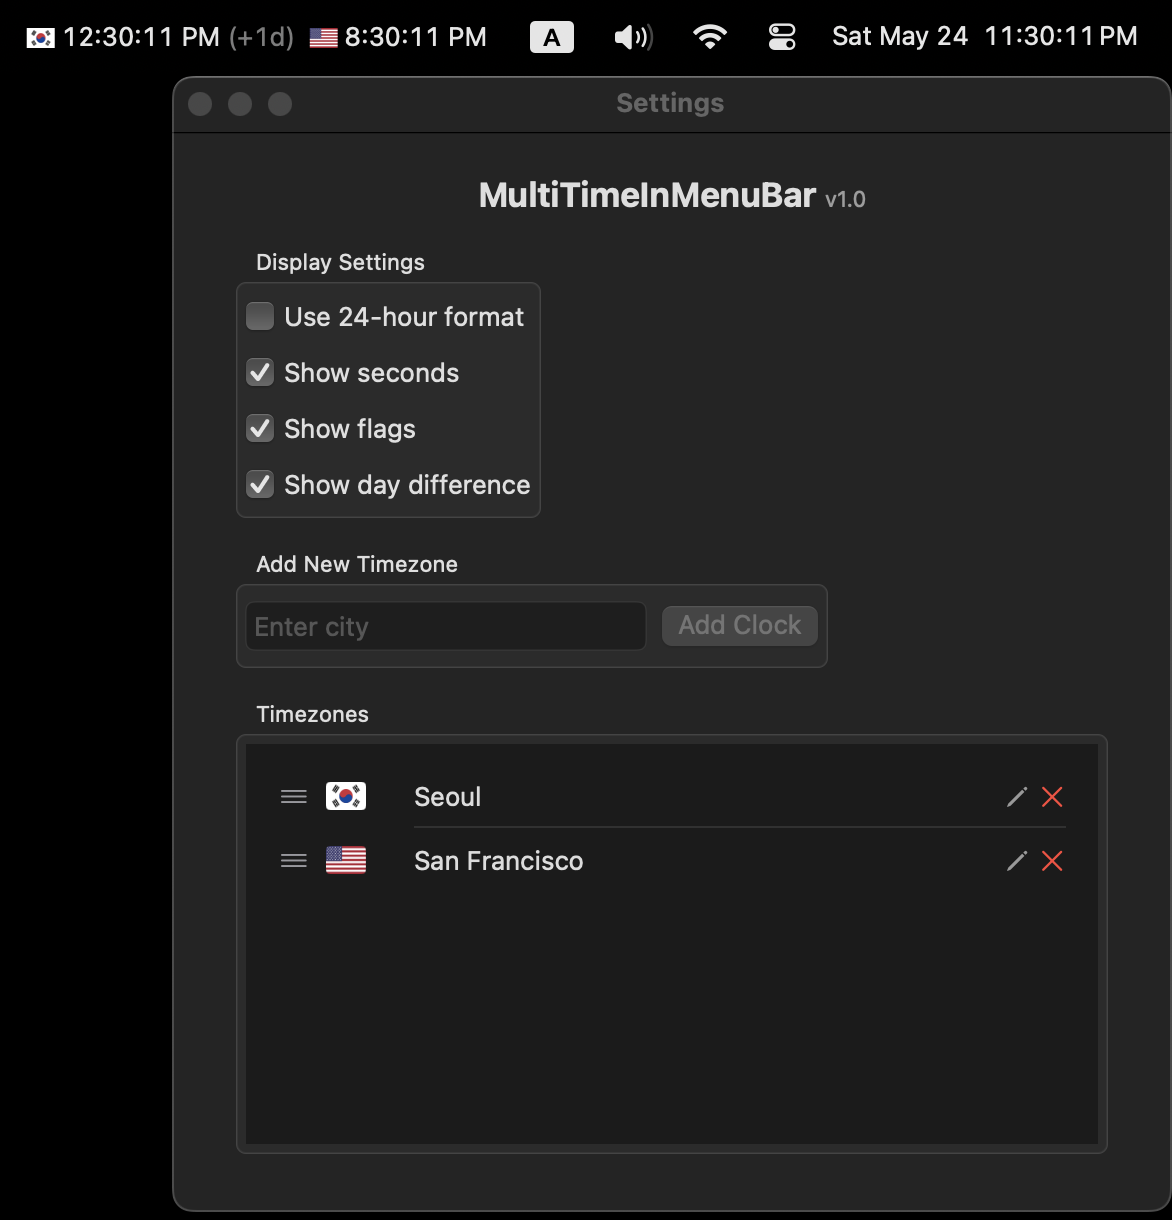 12:30:11 PM (+1d) 8:30:11 PM A Sat May 24 11:30:11 PM
Settings
MultiTimeInMenuBar v1.0
Display Settings
Use 24-hour format
Show seconds
Show flags
Show day difference
Add New Timezone
Enter city Add Clock
Timezones
Seoul
San Francisco